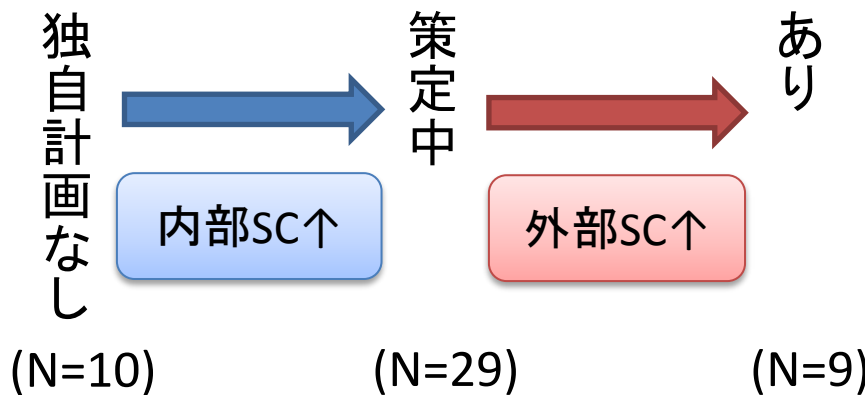 独自計画なし
策定中
あり
内部SC↑
外部SC↑
(N=10)
(N=29)
(N=9)